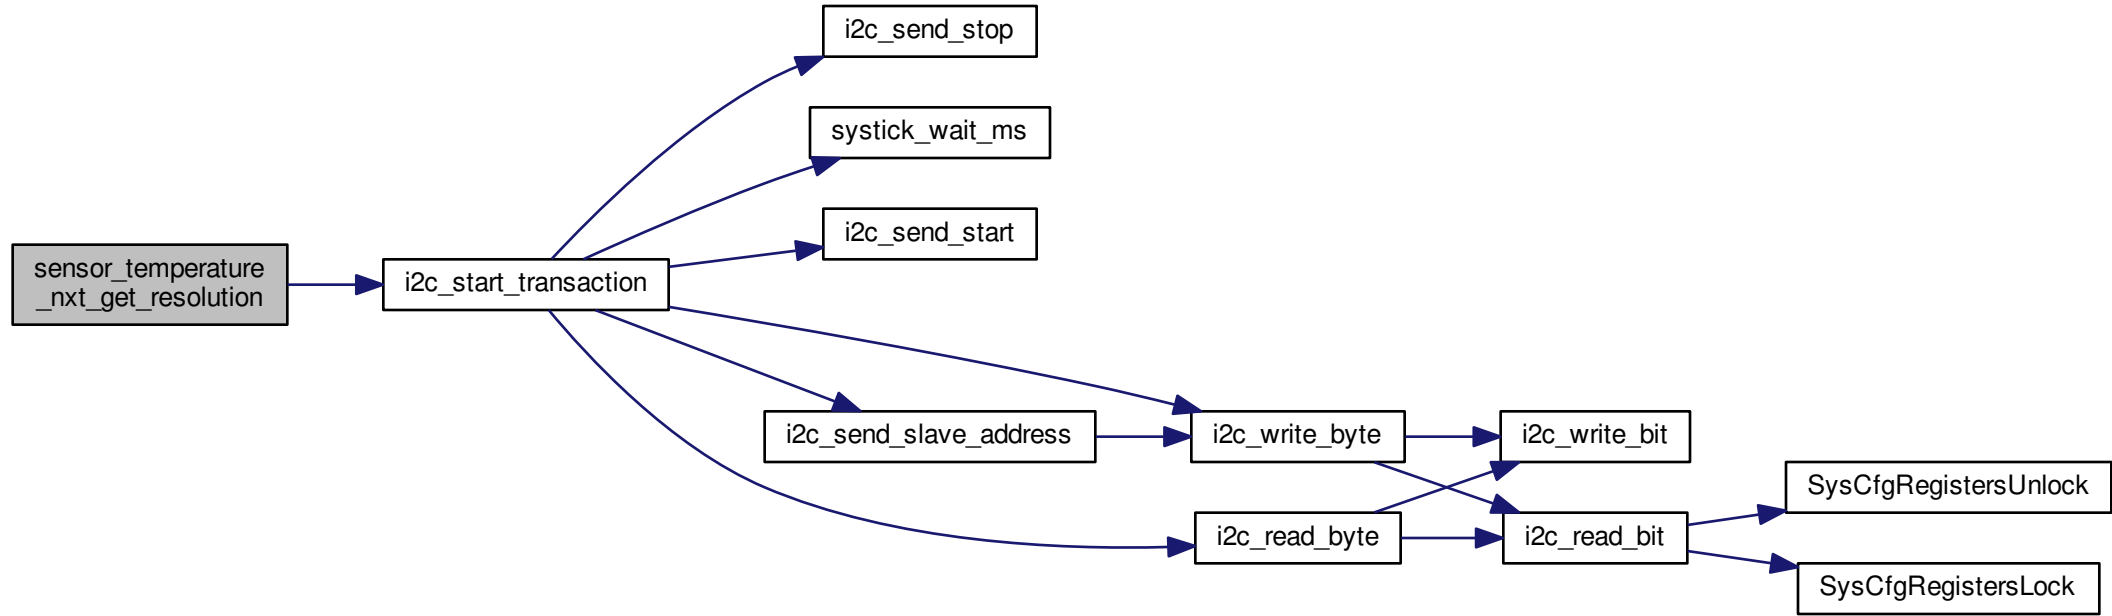 i2c_send_stop
systick_wait_ms
i2c_send_start
sensor_temperature
_nxt_get_resolution
i2c_start_transaction
i2c_send_slave_address
i2c_write_byte
i2c_write_bit
SysCfgRegistersUnlock
i2c_read_byte
i2c_read_bit
SysCfgRegistersLock